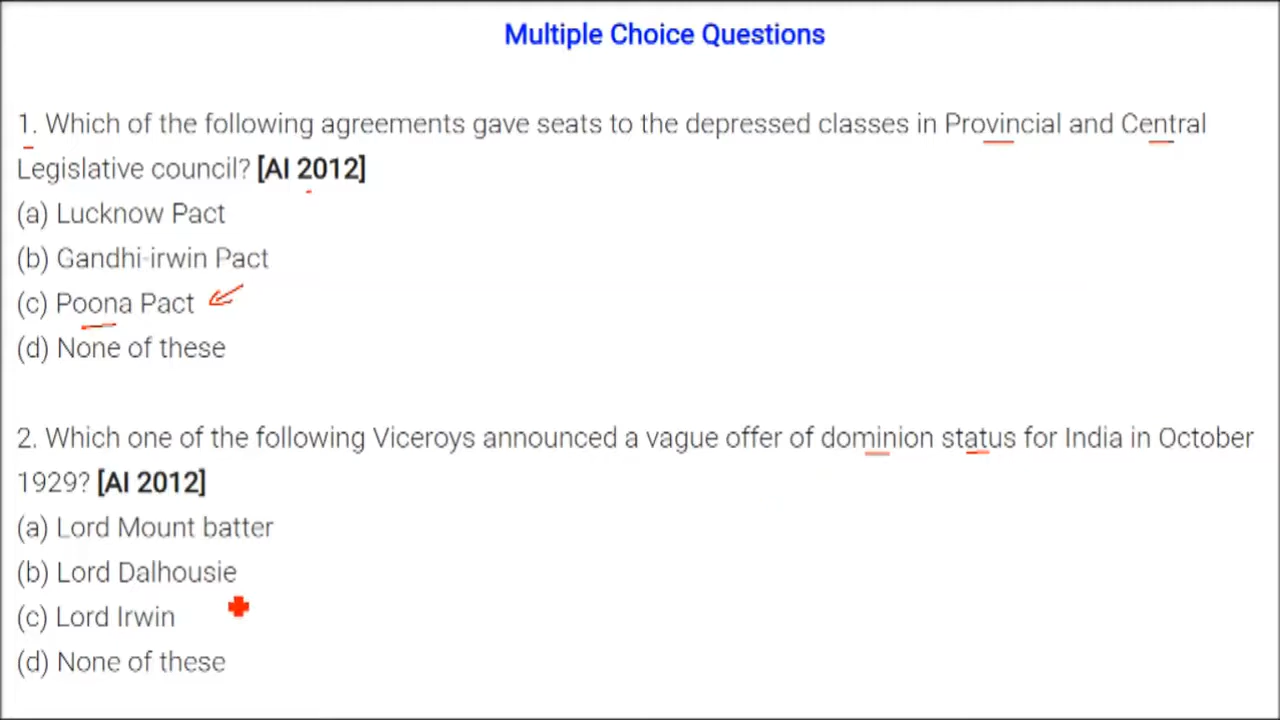 Multiple Choice Questions
1. Which of the following agreements gave seats to the depressed classes in Provincial and Central
Legislative council? [AI 2012]
(a) Lucknow Pact
(b) Gandhi-irwin Pact
(c) Poona Pact
(d) None of these
2. Which one of the following Viceroys announced a vague offer of dominion status for India in October
1929? [AI 2012]
(a) Lord Mount batter
(b) Lord Dalhousie
(c) Lord Irwin
(d) None of these